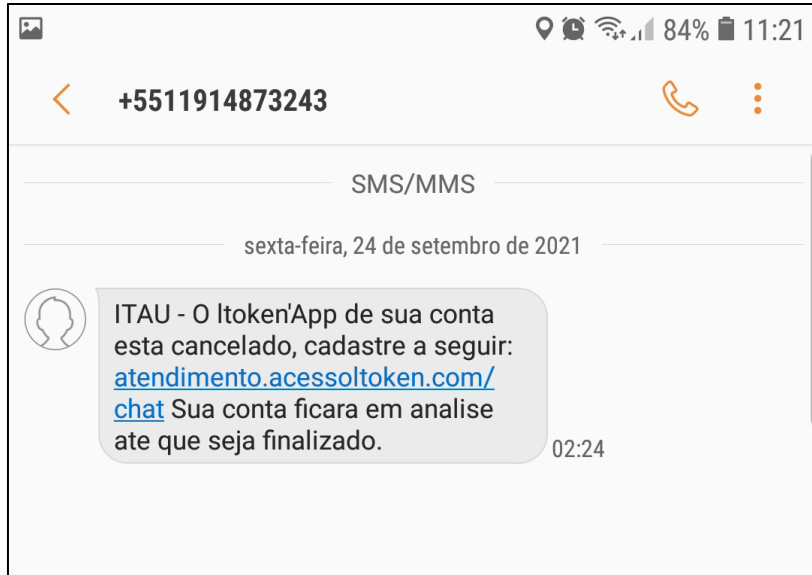 84% 11:21
+5511914873243
SMS/MMS
sexta-feira, 24 de setembro de 2021
ITAU - O ltoken'App de sua conta
esta cancelado, cadastre a seguir:
atendimento.acessoltoken.com/
chat Sua conta ficara em analise
ate que seja finalizado.
02:24